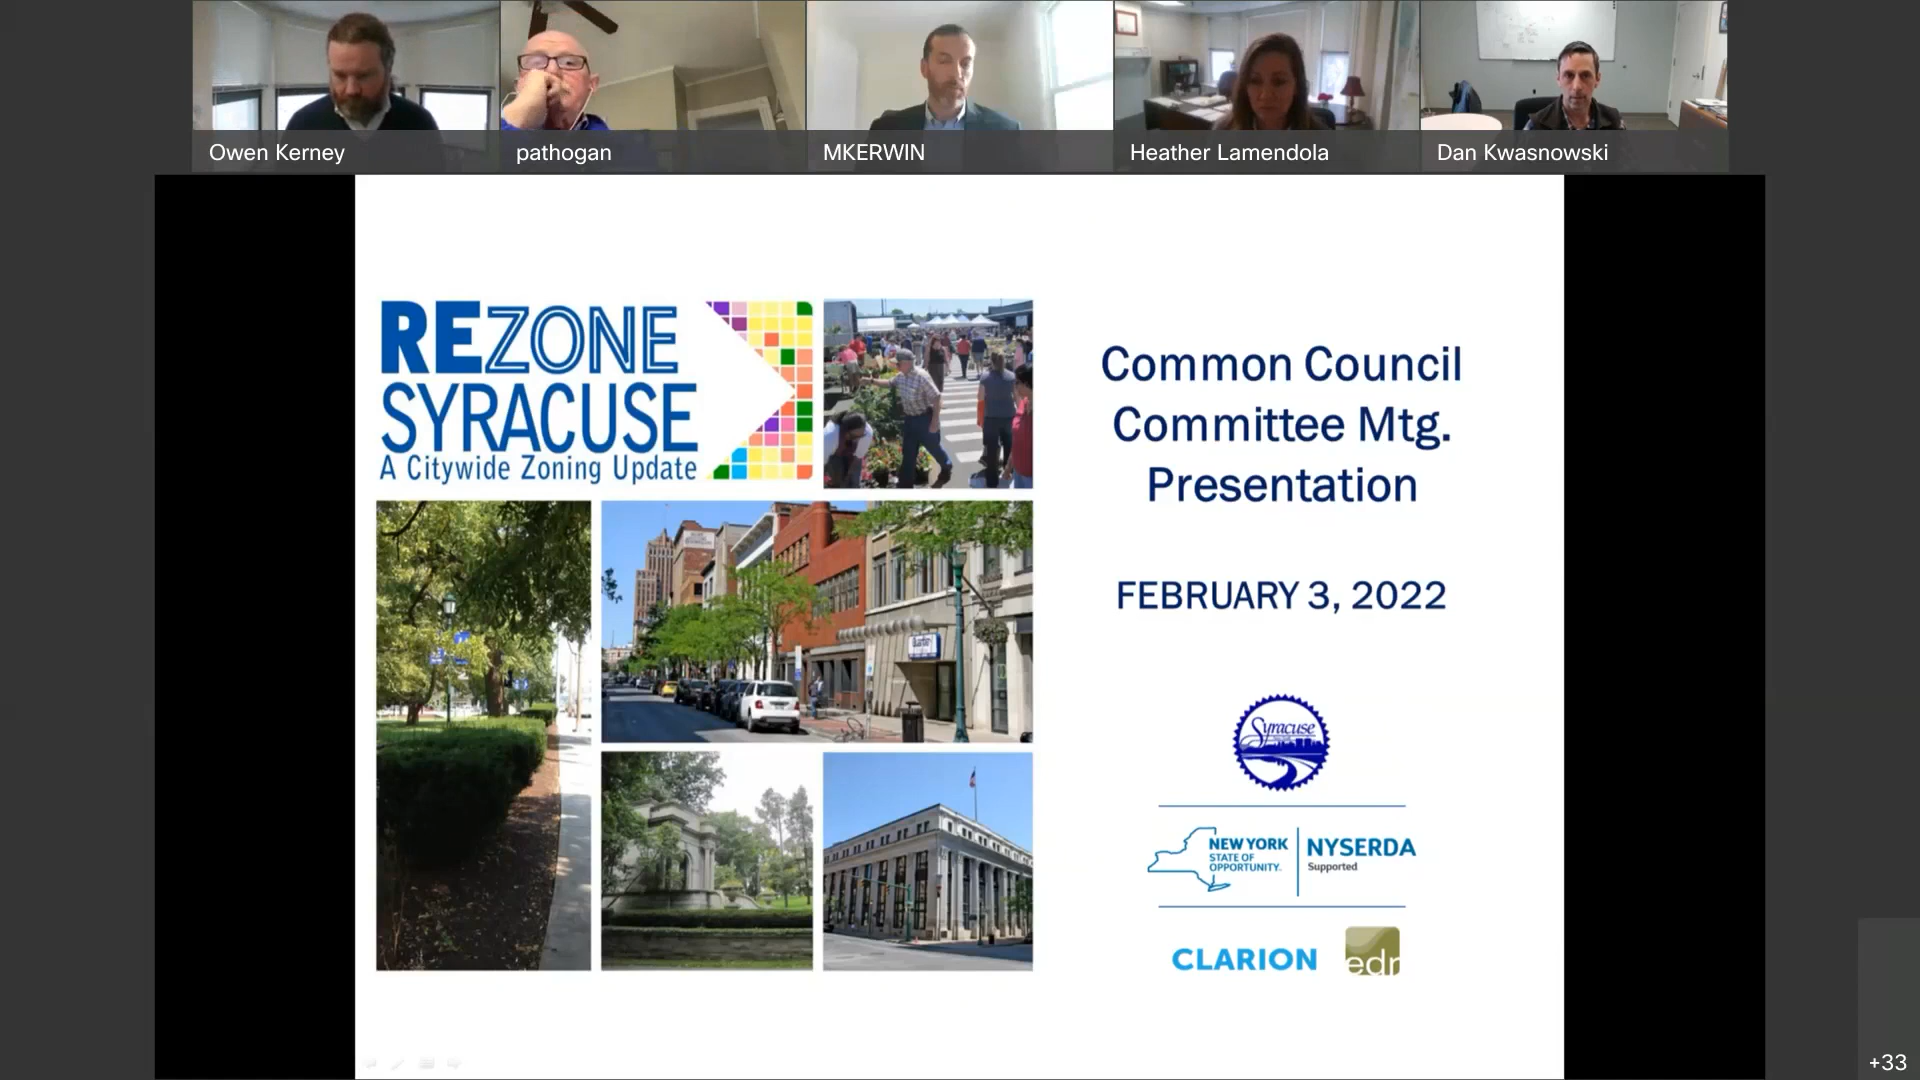 Owen Kerney
pathogan
MKERWIN
Heather Lamendola
Dan Kwasnowski
REZONE
SYRACUSE
A Citywide Zoning Update
Common Council
Committee Mtg.
Presentation
FEBRUARY 3, 2022
Syracuse
NEW YORK
STATE OF
OPPORTUNITY.
NYSERDA
Supported
CLARION
edr
+33